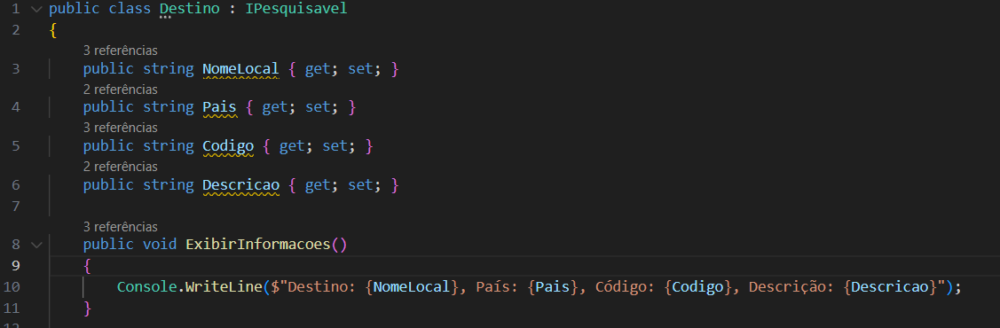 1 public class Destino : IPesquisavel
2 {
3 referências
3 public string NomeLocal { get; set; }
2 referências
4 public string Pais { get; set; }
3 referências
5 public string Codigo { get; set; }
2 referências
6 public string Descricao { get; set; }
7
3 referências
8 public void ExibirInformacoes()
9 {
10 Console.WriteLine($"Destino: {NomeLocal}, País: {Pais}, Código: {Codigo}, Descrição: {Descricao}");
11 }